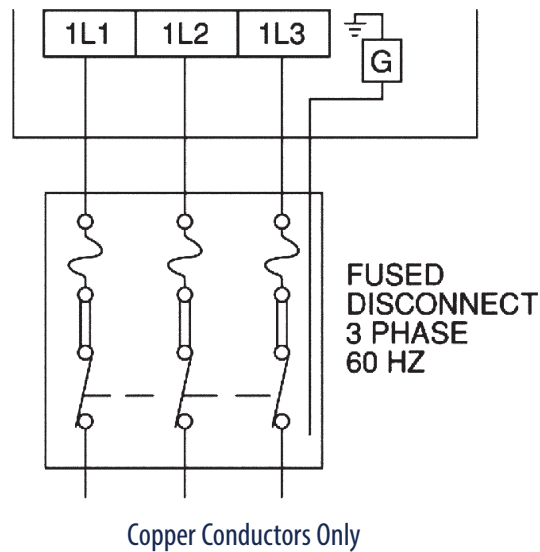 1L1 1L2 1L3
G
FUSED
DISCONNECT
3 PHASE
60 HZ
Copper Conductors Only